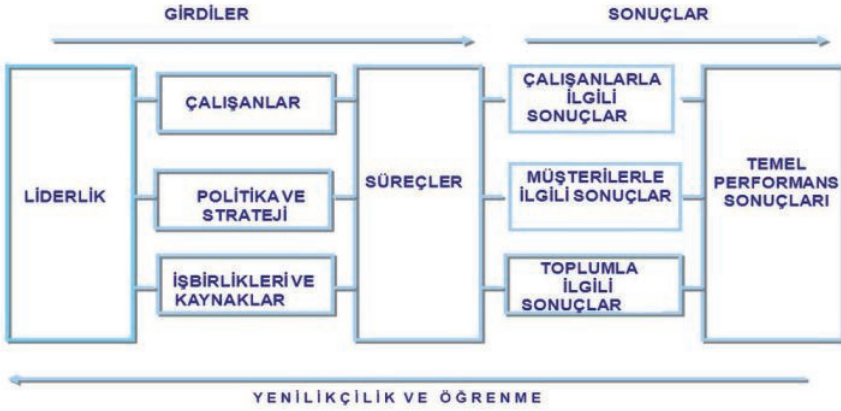 GİRDİLER
SONUÇLAR
LİDERLİK
ÇALIŞANLAR
POLİTİKA VE
STRATEJİ
İŞBİRLİKLERİ VE
KAYNAKLAR
SÜREÇLER
ÇALIŞANLARLA
İLGİLİ
SONUÇLAR
MÜŞTERİLERLE
İLGİLİ SONUÇLAR
TOPLUMLA
İLGİLİ
SONUÇLAR
TEMEL
PERFORMANS
SONUÇLARI
YENİLİKÇİLİK VE ÖĞRENME